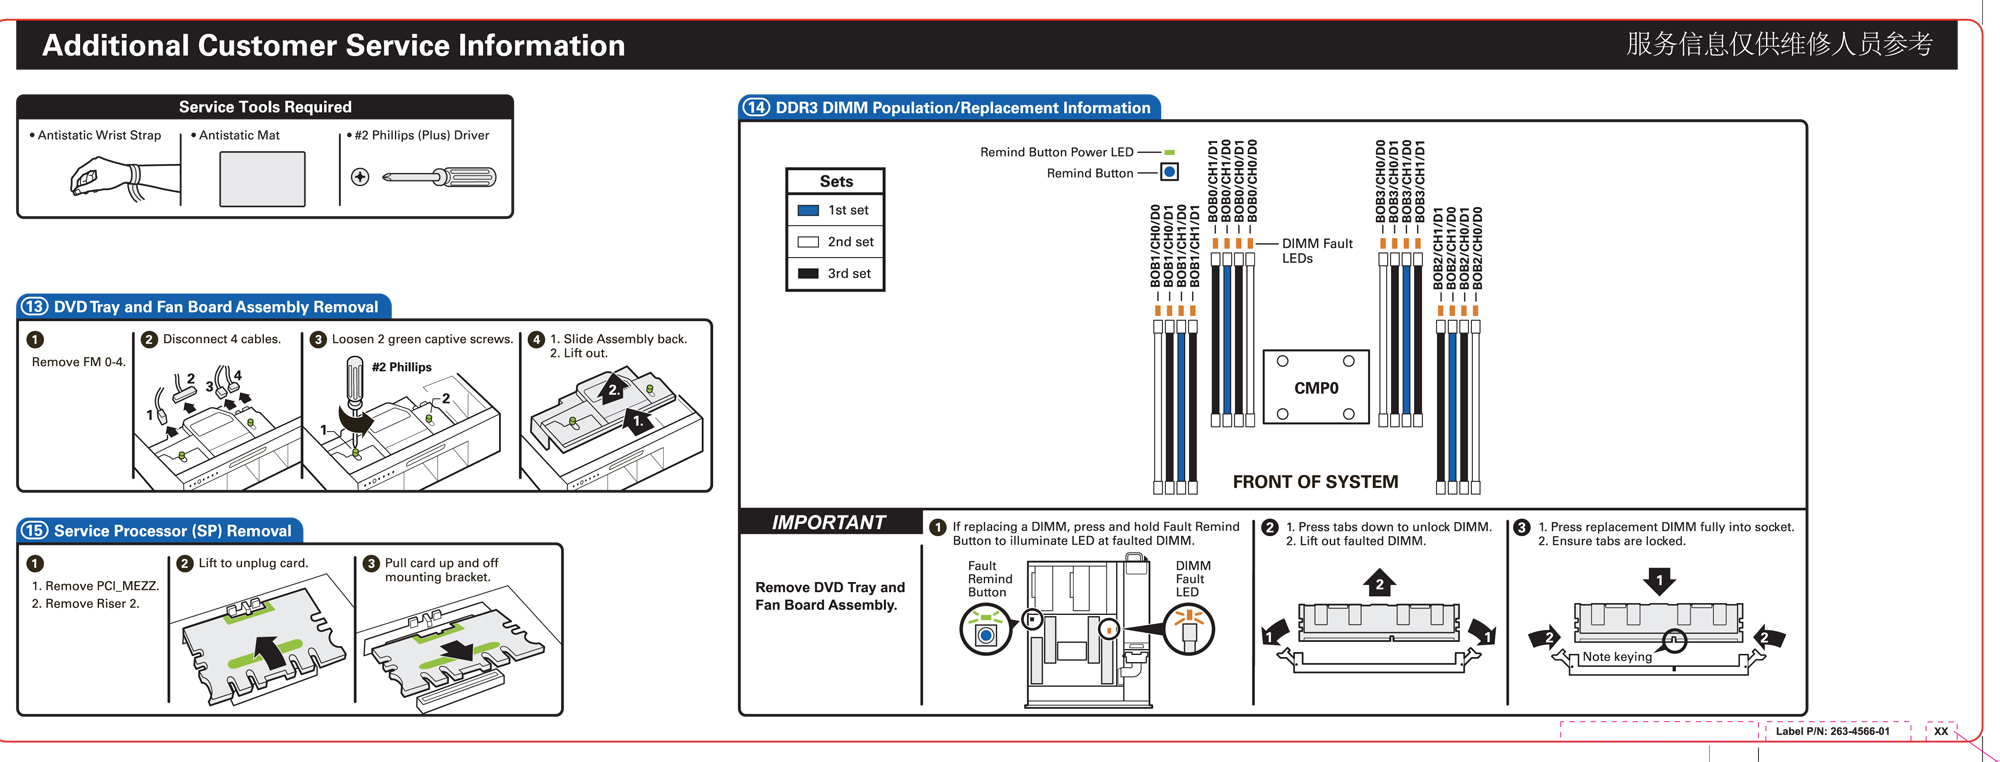 Additional Customer Service Information
服务信息仅供维修人员参考
Service Tools Required
• Antistatic Wrist Strap
• Antistatic Mat
• #2 Phillips (Plus) Driver
13 DVD Tray and Fan Board Assembly Removal
1
Remove FM 0-4.
2 Disconnect 4 cables.
1
2
3
4
3 Loosen 2 green captive screws.
#2 Phillips
1
2
4 1. Slide Assembly back.
2. Lift out.
2.
1.
15 Service Processor (SP) Removal
1
1. Remove PCI_MEZZ.
2. Remove Riser 2.
2 Lift to unplug card.
3 Pull card up and off
mounting bracket.
14 DDR3 DIMM Population/Replacement Information
Sets
1st set
2nd set
3rd set
Remind Button Power LED
Remind Button
BOB1/CH0/D0
BOB1/CH0/D1
BOB1/CH1/D0
BOB1/CH1/D1
BOB0/CH1/D1
BOB0/CH1/D0
BOB0/CH0/D1
BOB0/CH0/D0
DIMM Fault
LEDs
BOB3/CH0/D0
BOB3/CH0/D1
BOB3/CH1/D0
BOB3/CH1/D1
BOB2/CH1/D1
BOB2/CH1/D0
BOB2/CH0/D1
BOB2/CH0/D0
CMP0
FRONT OF SYSTEM
IMPORTANT
Remove DVD Tray and
Fan Board Assembly.
1 If replacing a DIMM, press and hold Fault Remind
Button to illuminate LED at faulted DIMM.
Fault
Remind
Button
DIMM
Fault
LED
2 1. Press tabs down to unlock DIMM.
2. Lift out faulted DIMM.
2
1
1
3 1. Press replacement DIMM fully into socket.
2. Ensure tabs are locked.
1
2
2
Note keying
Label P/N: 263-4566-01
XX